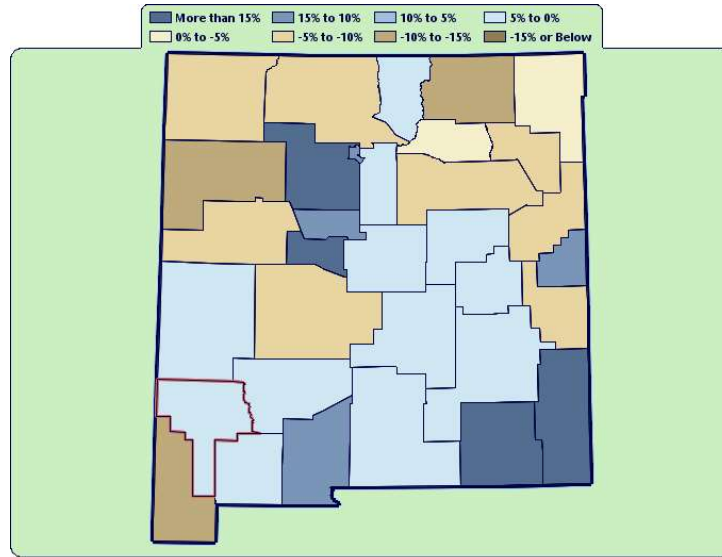 More than 15% 15% to 10% 10% to 5% 5% to 0%
0% to -5% -5% to -10% -10% to -15% -15% or Below